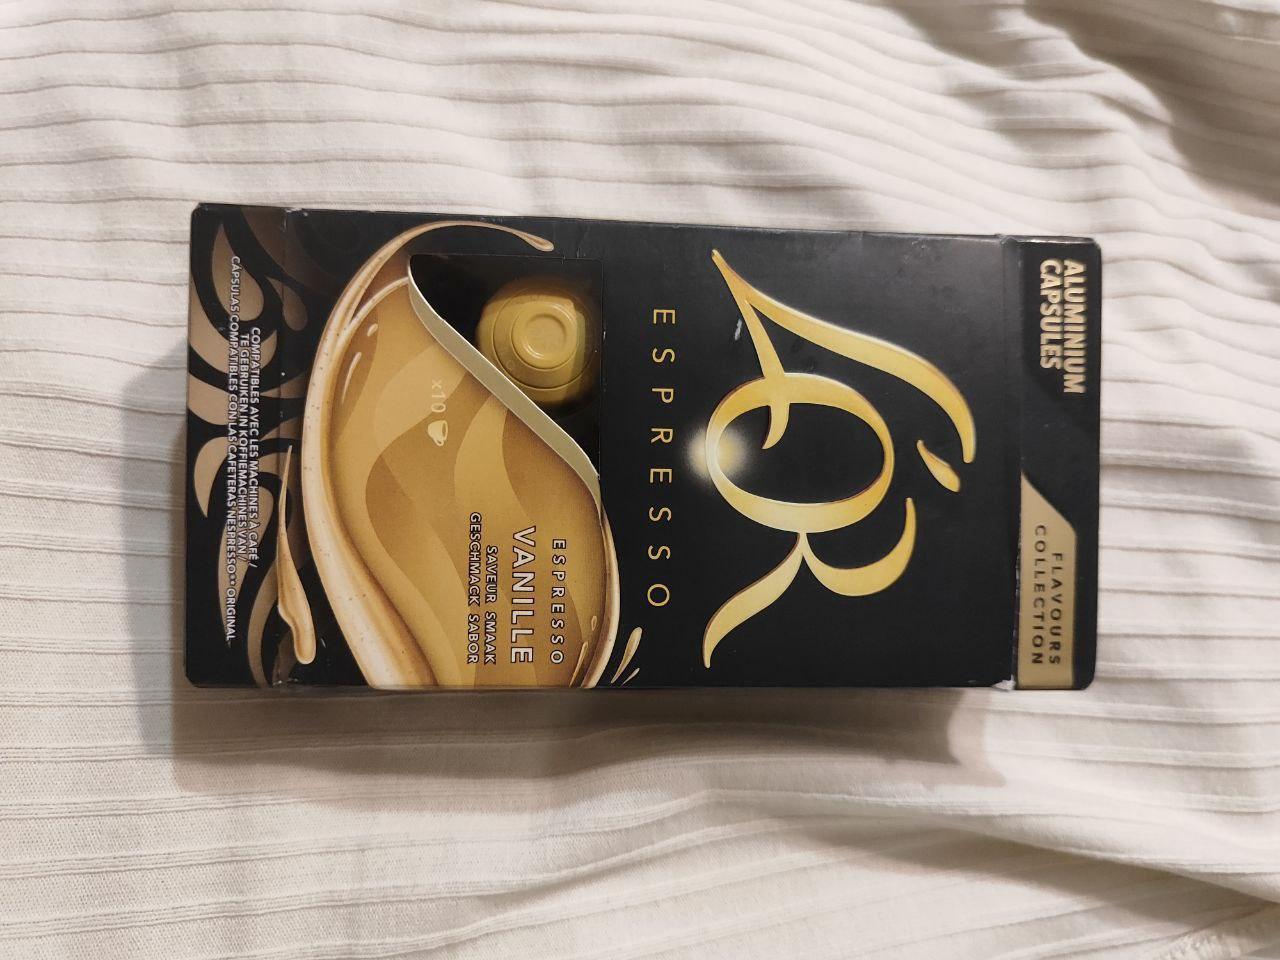 ALUMINIUM
CAPSULES
FLAVOURS
COLLECTION
L'OR
ESPRESSO
x10
ESPRESSO
VANILLE
SAVEUR SMAAK
GESCHMACK SABOR
COMPATIBLES AVEC LES MACHINES À CAFÉ /
TE GEBRUIKEN IN KOFFIEMACHINES VAN /
CÁPSULAS COMPATIBLES CON LAS CAFETERAS NESPRESSO** ORIGINAL